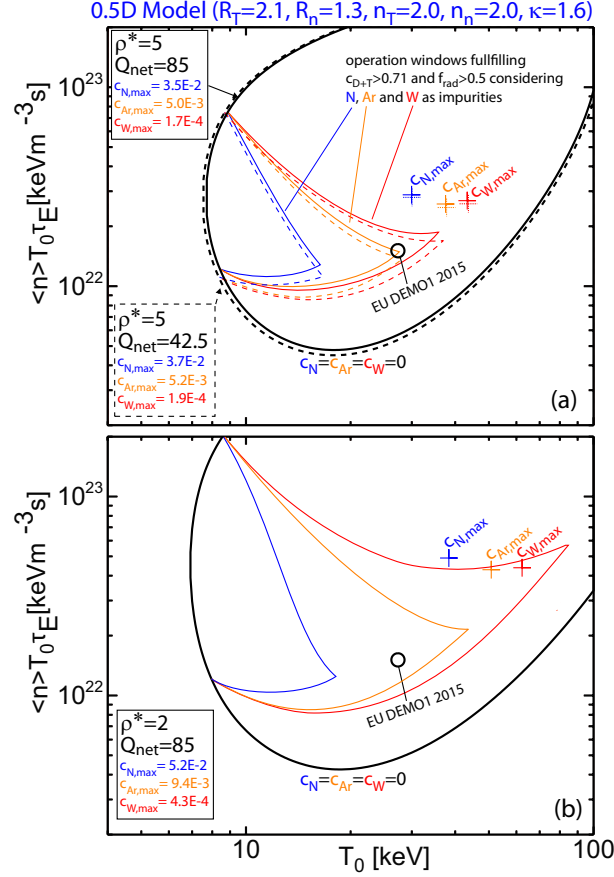 0.5D Model (R_T=2.1, R_n=1.3, n_T=2.0, n_n=2.0, κ=1.6)
ρ*=5
Q_net=85
c_N,max= 3.5E-2
c_Ar,max= 5.0E-3
c_W,max= 1.7E-4
operation windows fullfilling
c_D+T>0.71 and f_rad>0.5 considering
N, Ar and W as impurities
c_N,max
c_Ar,max
c_W,max
EU DEMO1 2015
ρ*=5
Q_net=42.5
c_N,max= 3.7E-2
c_Ar,max= 5.2E-3
c_W,max= 1.9E-4
c_N=c_Ar=c_W=0
(a)
10^23
10^22
<n>T_0τ_E[keVm^-3s]
c_N,max
c_Ar,max
c_W,max
EU DEMO1 2015
ρ*=2
Q_net=85
c_N,max= 5.2E-2
c_Ar,max= 9.4E-3
c_W,max= 4.3E-4
c_N=c_Ar=c_W=0
(b)
10^23
10^22
<n>T_0τ_E[keVm^-3s]
10
100
T_0 [keV]